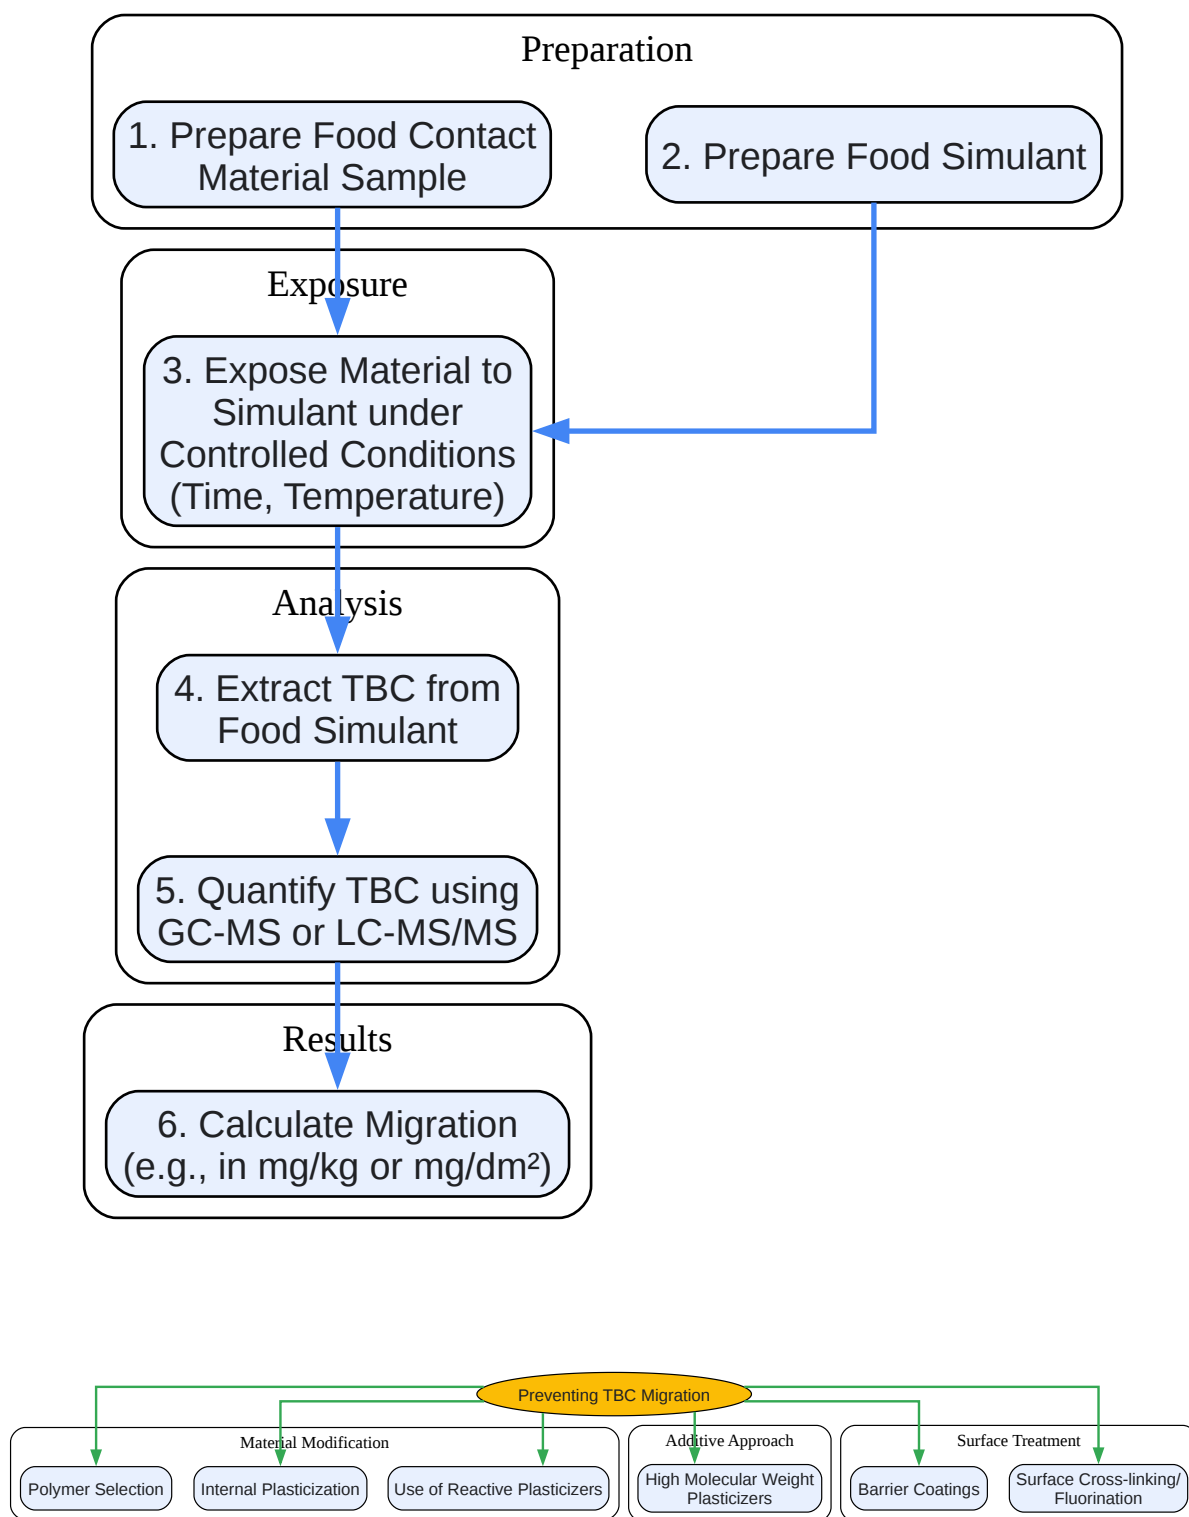 Preparation
1. Prepare Food Contact
Material Sample
2. Prepare Food Simulant
Exposure
3. Expose Material to
Simulant under
Controlled Conditions
(Time, Temperature)
Analysis
4. Extract TBC from
Food Simulant
5. Quantify TBC using
GC-MS or LC-MS/MS
Results
6. Calculate Migration
(e.g., in mg/kg or mg/dm²)
Preventing TBC Migration
Material Modification
Polymer Selection
Internal Plasticization
Use of Reactive Plasticizers
Additive Approach
High Molecular Weight
Plasticizers
Surface Treatment
Barrier Coatings
Surface Cross-linking/
Fluorination